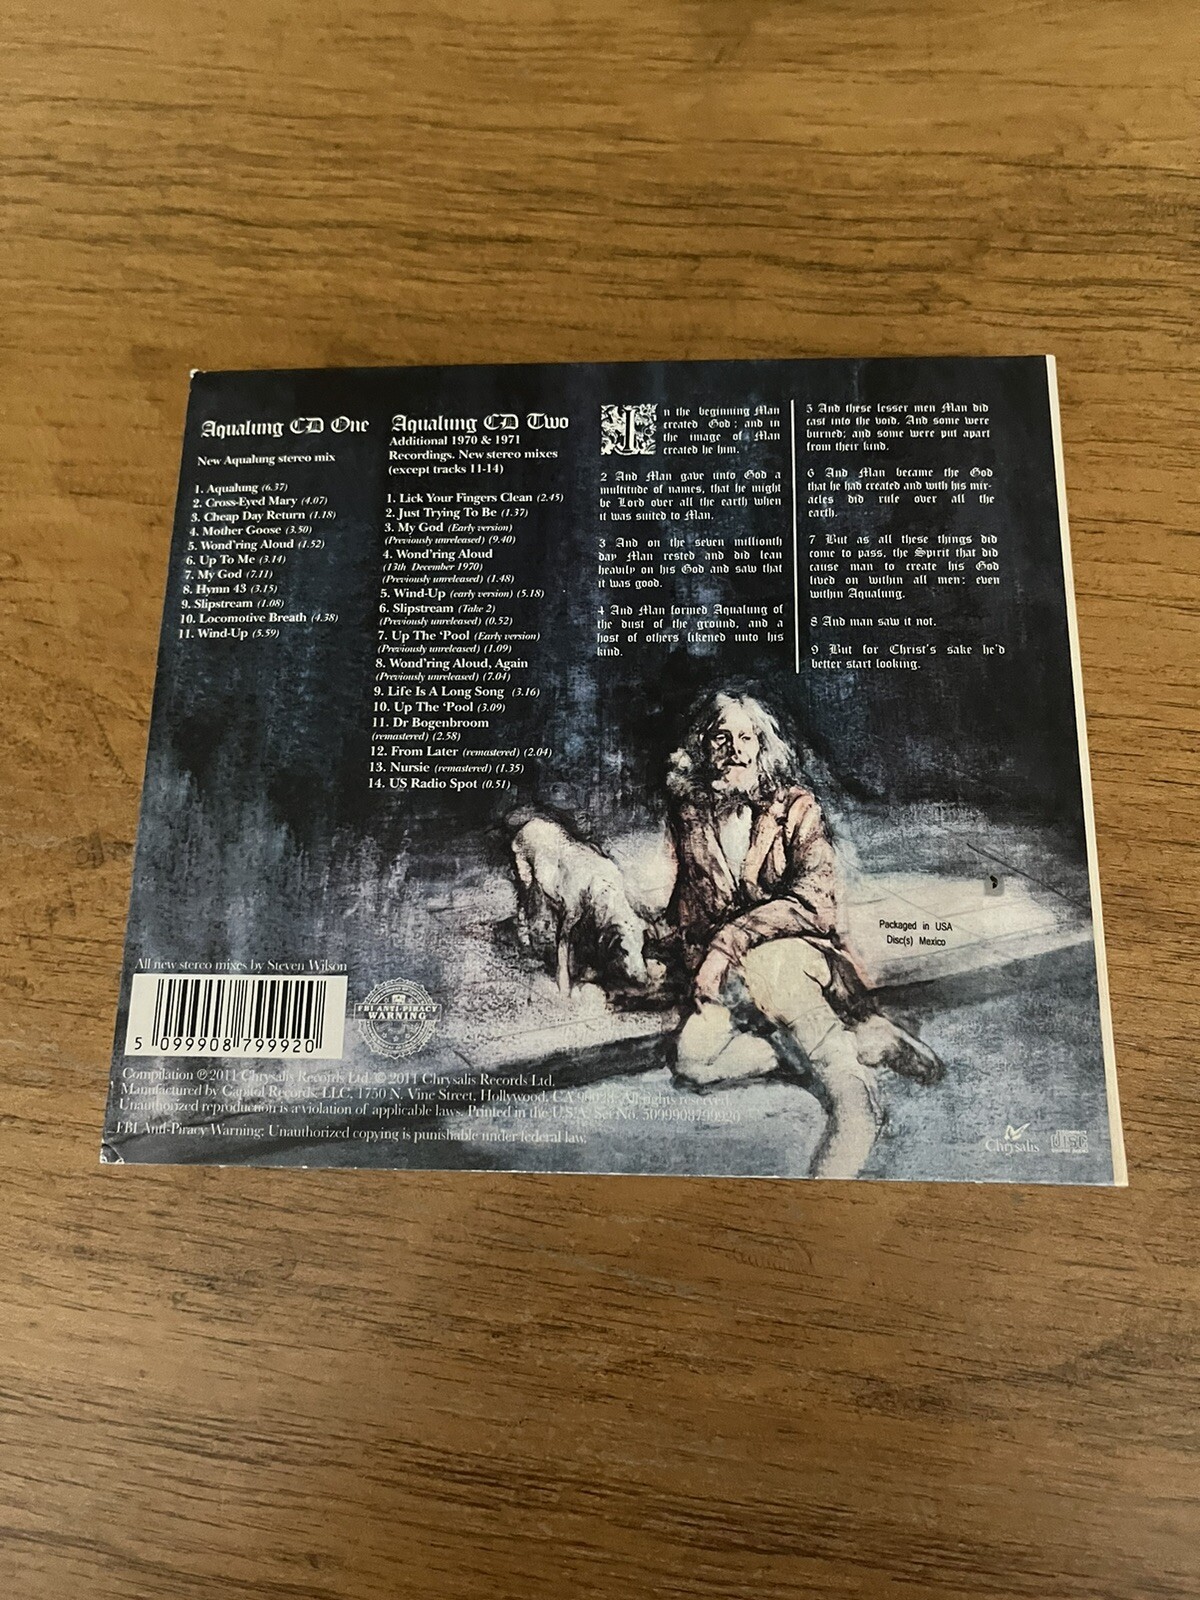 Aqualung CD One
New Aqualung stereo mix
1. Aqualung (6.37)
2. Cross-Eyed Mary (4.07)
3. Cheap Day Return (1.18)
4. Mother Goose (3.50)
5. Wond'ring Aloud (1.52)
6. Up To Me (3.14)
7. My God (7.11)
8. Hymn 43 (3.15)
9. Slipstream (1.08)
10. Locomotive Breath (4.38)
11. Wind-Up (5.59)
Aqualung CD Two
Additional 1970 & 1971
Recordings. New stereo mixes
(except tracks 11-14)
1. Lick Your Fingers Clean (2.45)
2. Just Trying To Be (1.37)
3. My God (Early version)
(Previously unreleased) (9.40)
4. Wond'ring Aloud
(13th December 1970)
(Previously unreleased) (1.48)
5. Wind-Up (early version) (5.18)
6. Slipstream (Take 2)
(Previously unreleased) (0.52)
7. Up The 'Pool (Early version)
(Previously unreleased) (1.09)
8. Wond'ring Aloud, Again
(Previously unreleased) (7.04)
9. Life Is A Long Song (3.16)
10. Up The 'Pool (3.09)
11. Dr Bogenbroom
(remastered) (2.58)
12. From Later (remastered) (2.04)
13. Nursie (remastered) (1.35)
14. US Radio Spot (0.51)
In the beginning Man
created God; and in
the image of Man
created he him.
2 And Man gave unto God a
multitude of names, that he might
be Lord over all the earth when
it was suited to Man.
3 And on the seven millionth
day Man rested and did lean
heavily on his God and saw that
it was good.
4 And Man formed Aqualung of
the dust of the ground, and a
host of others likened unto his
kind.
5 And these lesser men Man did
cast into the void. And some were
burned; and some were put apart
from their kind.
6 And Man became the God
that he had created and with his mir-
acles did rule over all the
earth.
7 But as all these things did
come to pass, the Spirit that did
cause man to create his God
lived on within all men: even
within Aqualung.
8 And man saw it not.
9 But for Christ's sake he'd
better start looking.
Packaged in USA
Disc(s) Mexico
All new stereo mixes by Steven Wilson
5 099908 799920
FBI ANTI-PIRACY
WARNING
Compilation ℗ 2011 Chrysalis Records Ltd. © 2011 Chrysalis Records Ltd.
Manufactured by Capitol Records, LLC, 1750 N. Vine Street, Hollywood, CA All rights reserved.
Unauthorized reproduction is a violation of applicable laws. Printed in the U.S.A. Set No. 5099908799920
FBI Anti-Piracy Warning: Unauthorized copying is punishable under federal law.
Chrysalis